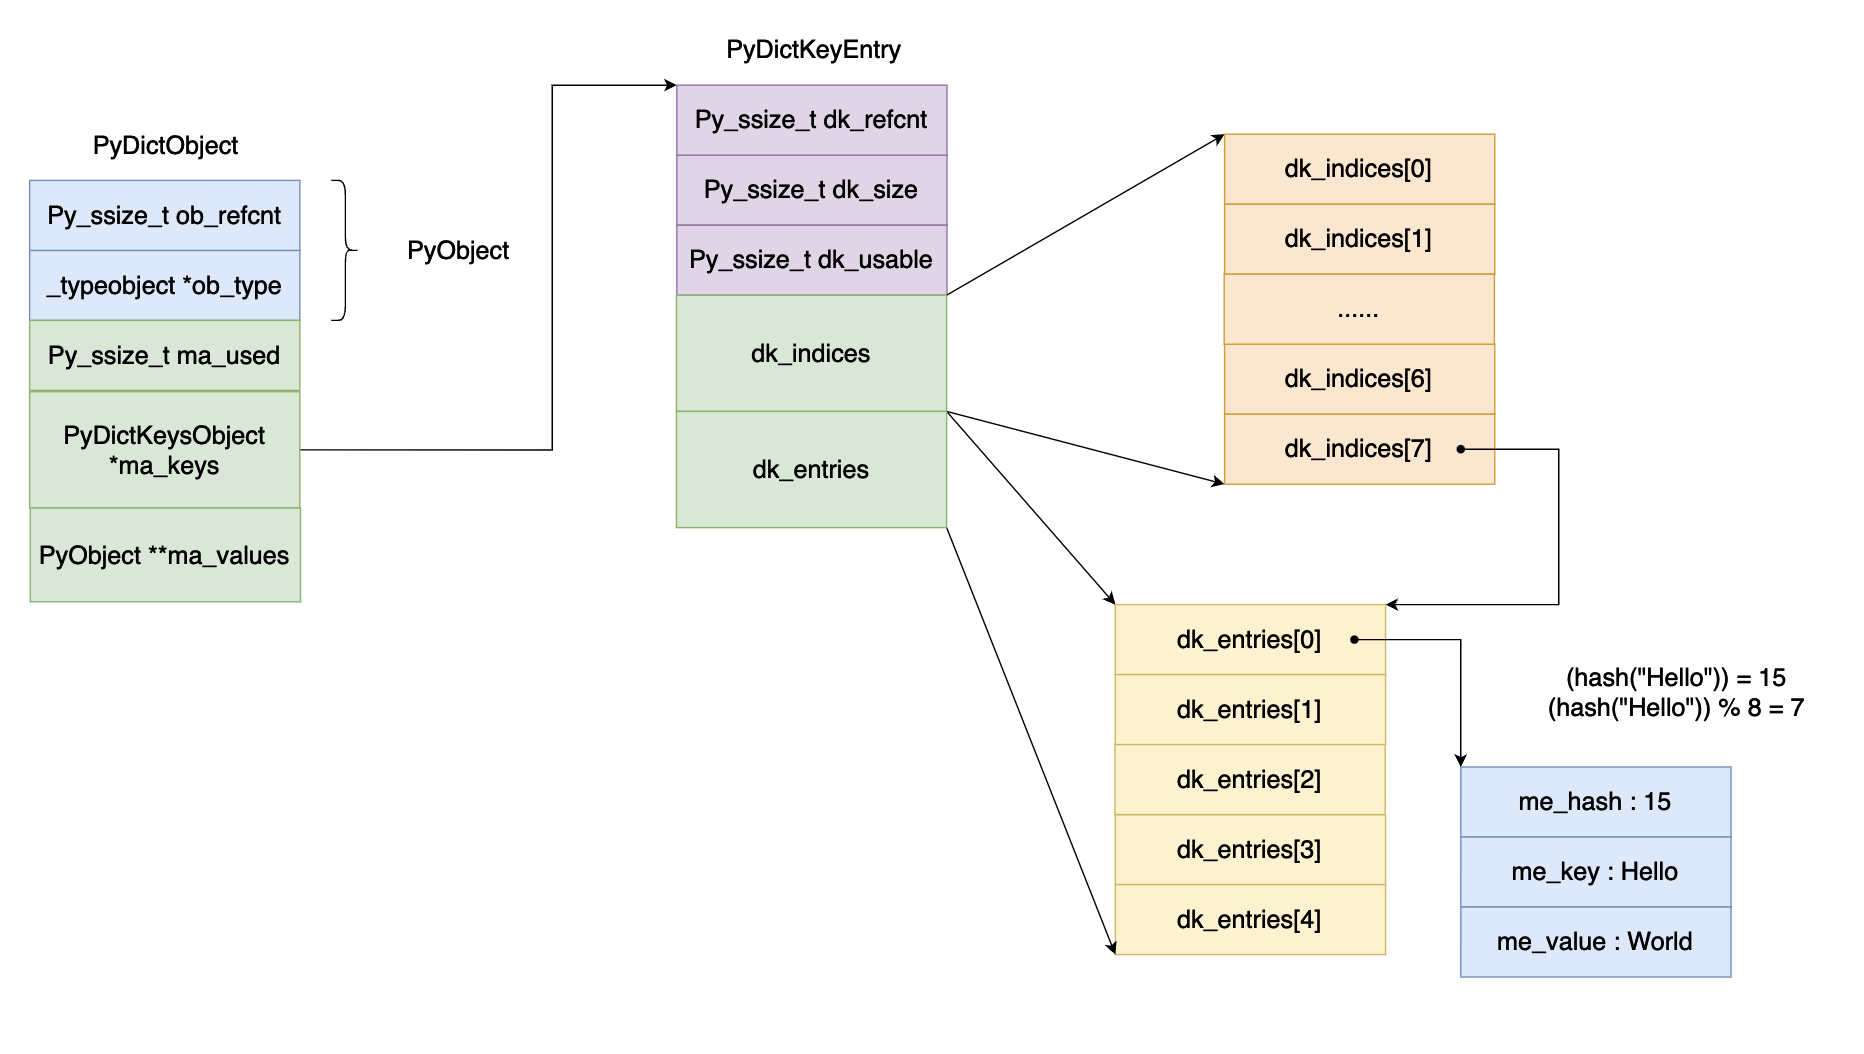 PyDictKeyEntry
PyDictObject
Py_ssize_t ob_refcnt
_typeobject *ob_type
Py_ssize_t ma_used
PyDictKeysObject
*ma_keys
PyObject **ma_values
PyObject
Py_ssize_t dk_refcnt
Py_ssize_t dk_size
Py_ssize_t dk_usable
dk_indices
dk_entries
dk_indices[0]
dk_indices[1]
......
dk_indices[6]
dk_indices[7]
dk_entries[0]
dk_entries[1]
dk_entries[2]
dk_entries[3]
dk_entries[4]
(hash("Hello")) = 15
(hash("Hello")) % 8 = 7
me_hash : 15
me_key : Hello
me_value : World